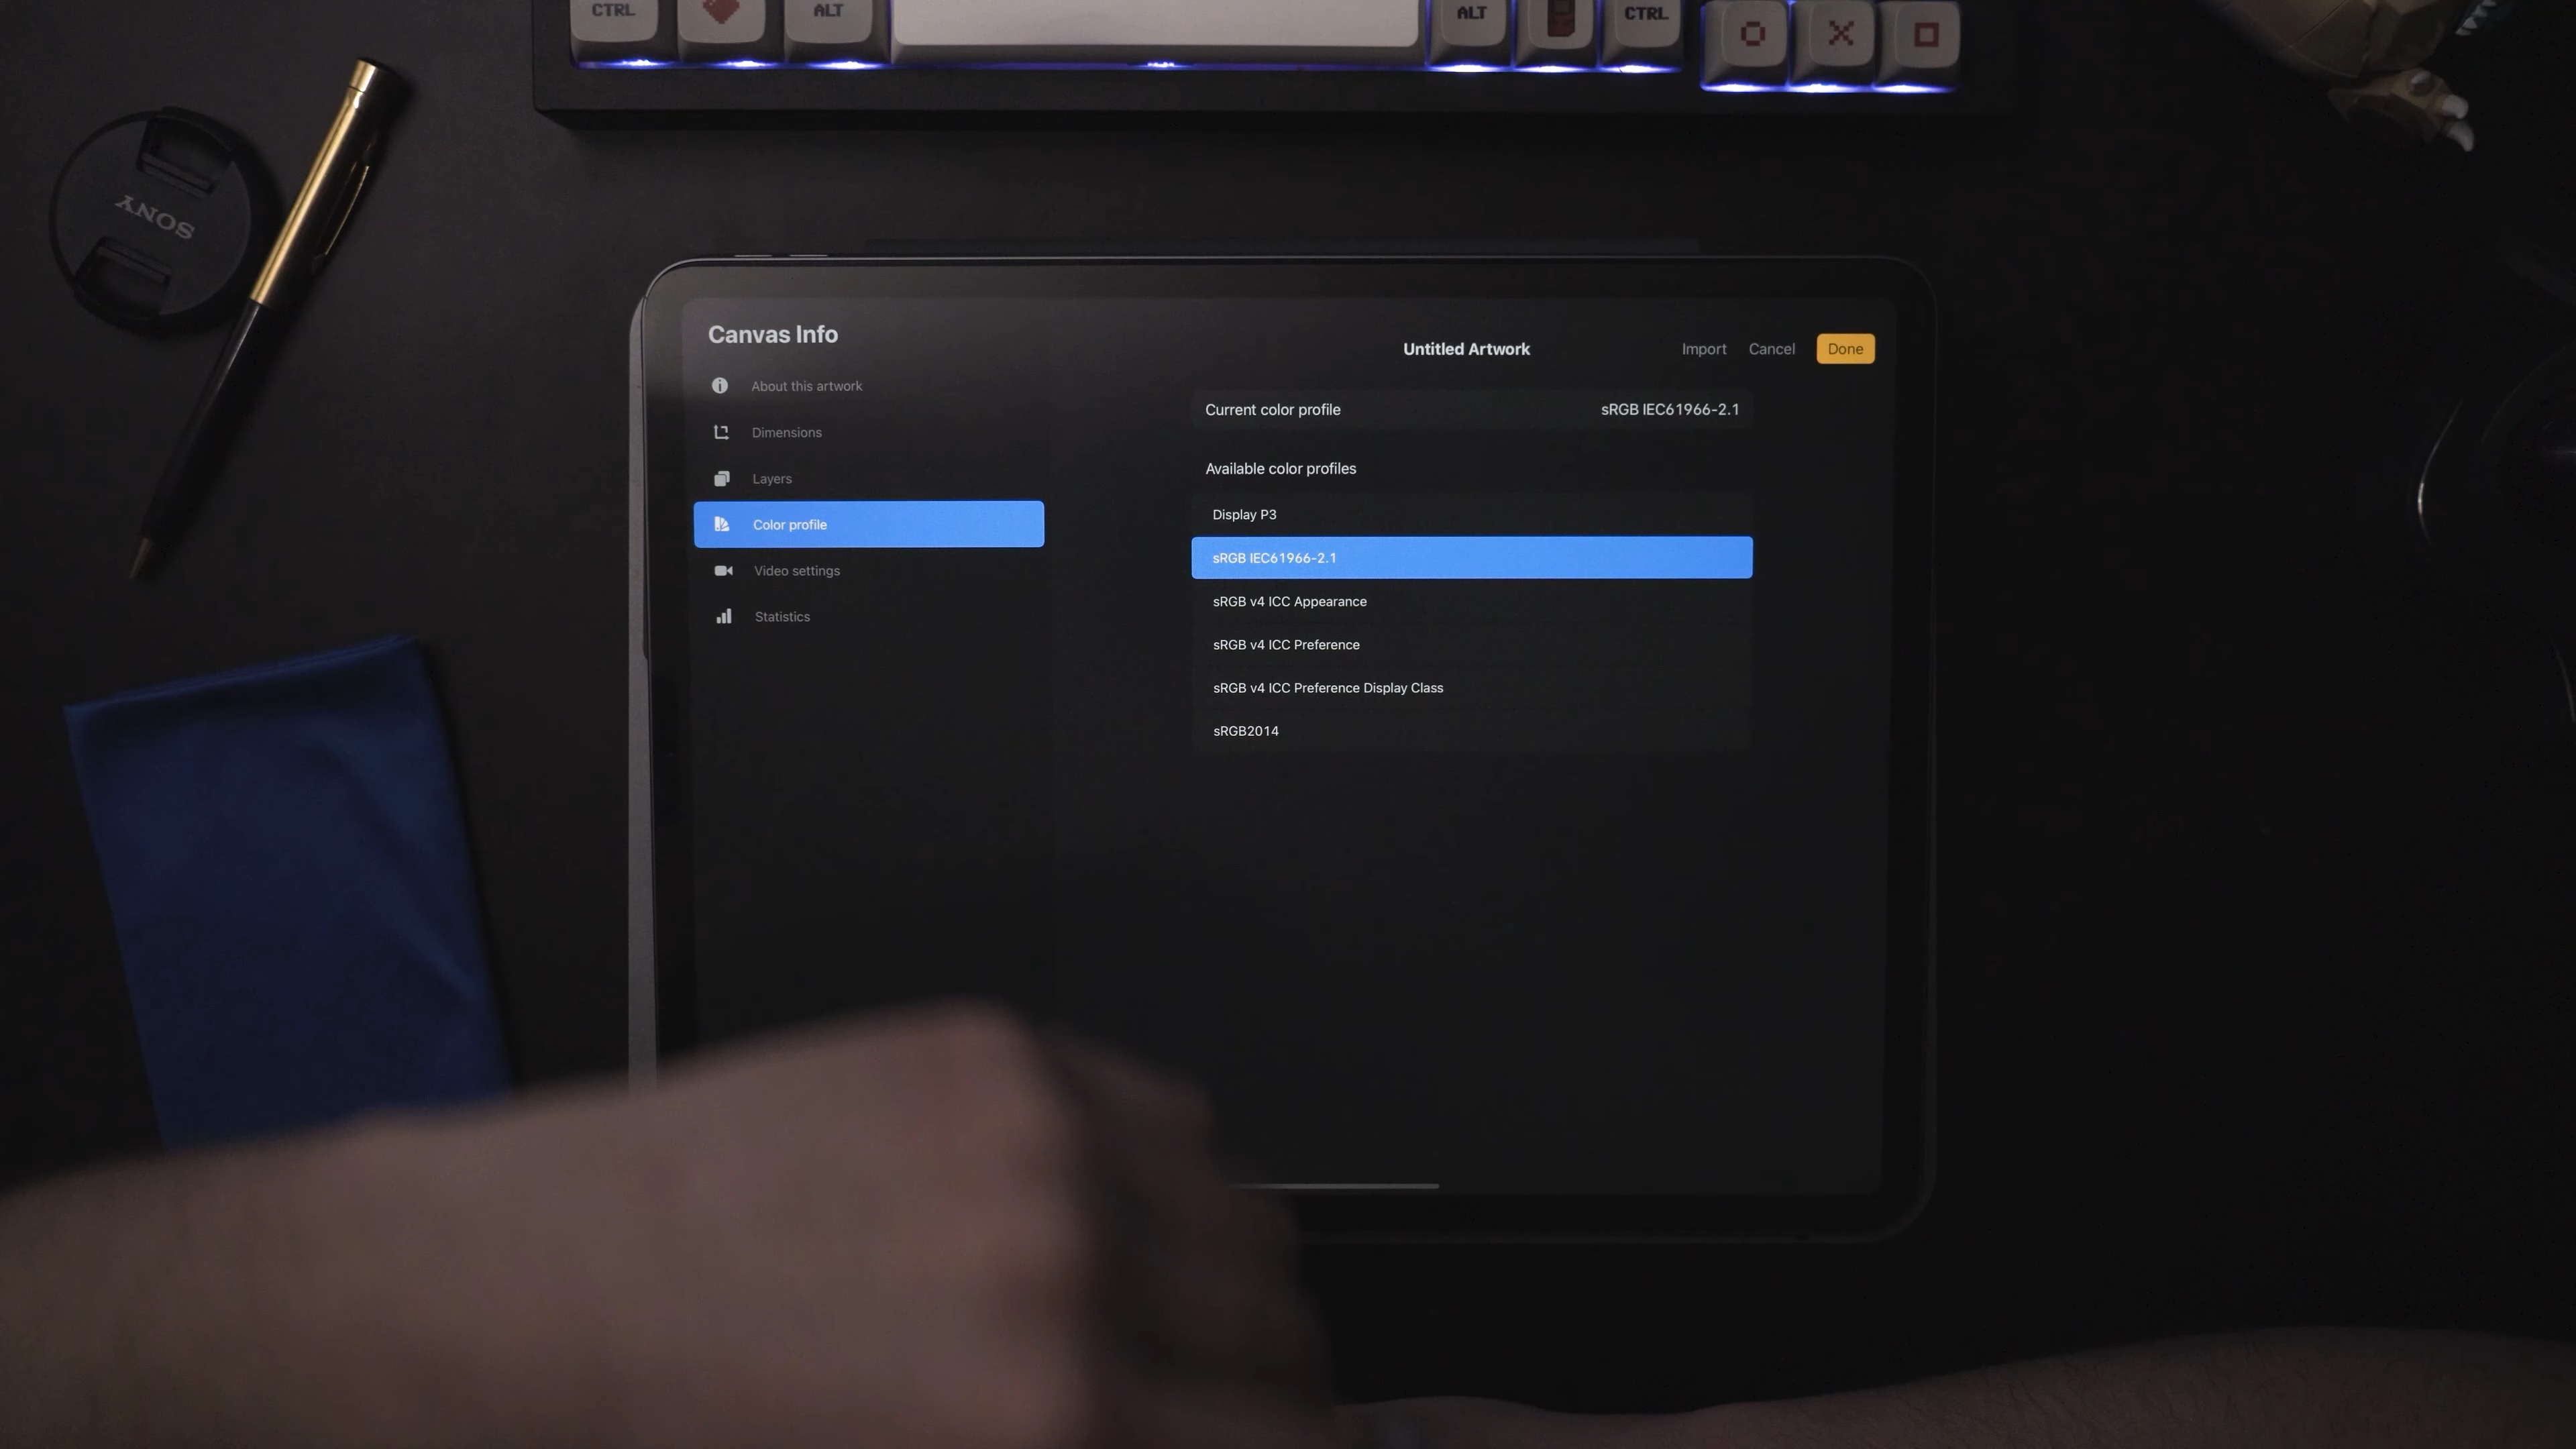 CTRL
ALT
ALT
CTRL
SONY
Canvas Info
About this artwork
Dimensions
Layers
Color profile
Video settings
Statistics
Untitled Artwork
Import
Cancel
Done
Current color profile
sRGB IEC61966-2.1
Available color profiles
Display P3
sRGB IEC61966-2.1
sRGB v4 ICC Appearance
sRGB v4 ICC Preference
sRGB v4 ICC Preference Display Class
sRGB2014